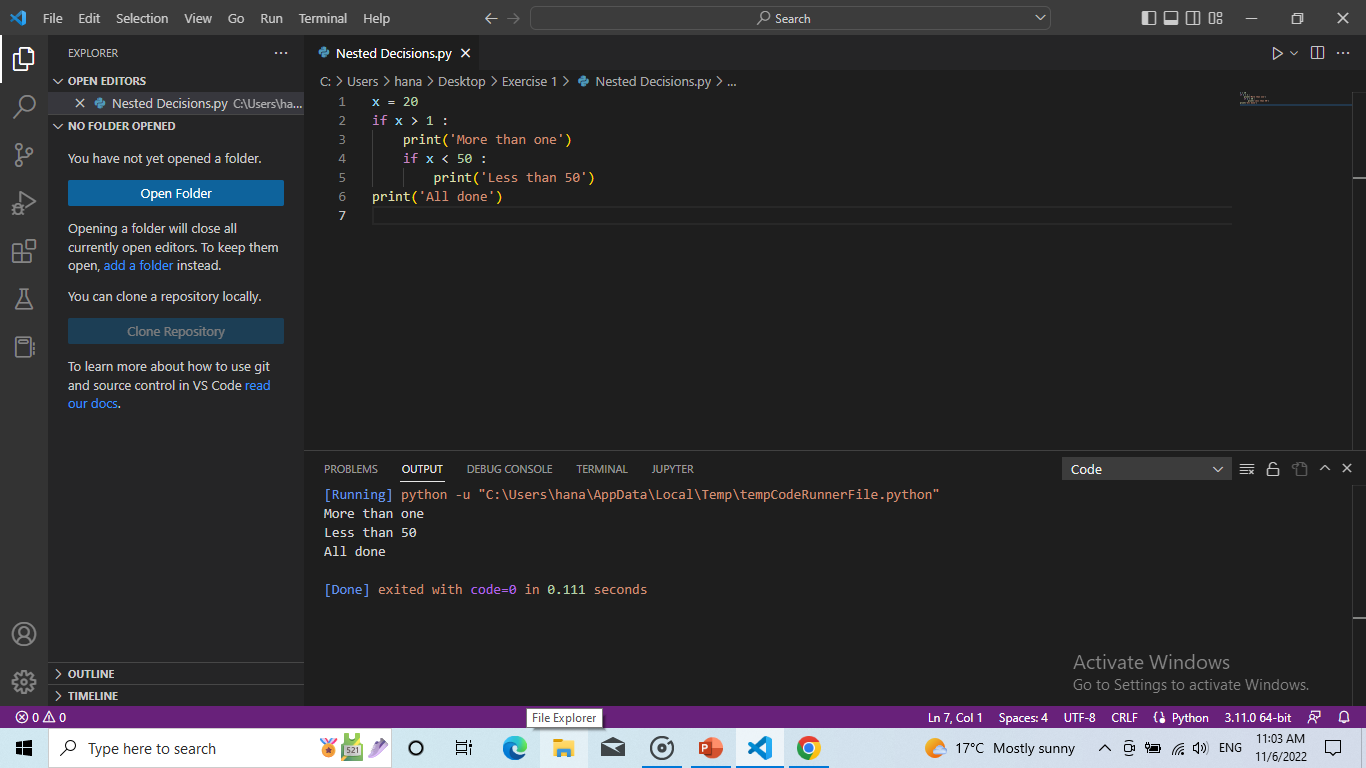 File Edit Selection View Go Run Terminal Help
Search
EXPLORER
OPEN EDITORS
Nested Decisions.py C:\Users\ha...
NO FOLDER OPENED
You have not yet opened a folder.
Open Folder
Opening a folder will close all
currently open editors. To keep them
open, add a folder instead.
You can clone a repository locally.
Clone Repository
To learn more about how to use git
and source control in VS Code read
our docs.
OUTLINE
TIMELINE
Nested Decisions.py
C: > Users > hana > Desktop > Exercise 1 > Nested Decisions.py > ...
1 x = 20
2 if x > 1 :
3     print('More than one')
4     if x < 50 :
5         print('Less than 50')
6 print('All done')
7
PROBLEMS OUTPUT DEBUG CONSOLE TERMINAL JUPYTER
Code
[Running] python -u "C:\Users\hana\AppData\Local\Temp\tempCodeRunnerFile.python"
More than one
Less than 50
All done
[Done] exited with code=0 in 0.111 seconds
Activate Windows
Go to Settings to activate Windows.
0 0
File Explorer
Ln 7, Col 1 Spaces: 4 UTF-8 CRLF Python 3.11.0 64-bit
Type here to search
521
17°C Mostly sunny
ENG
11:03 AM
11/6/2022